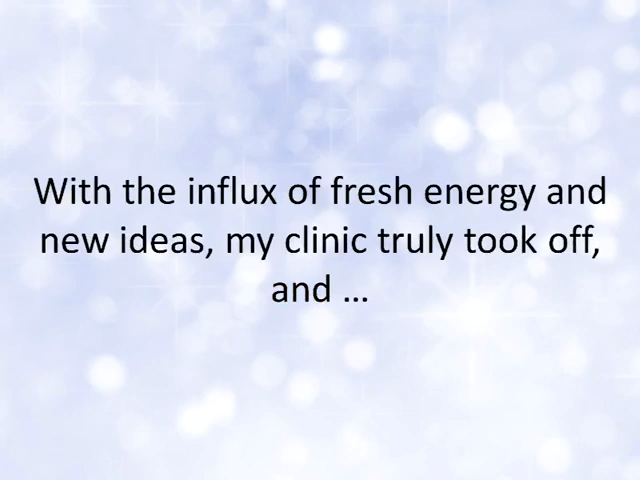 With the influx of fresh energy and
new ideas, my clinic truly took off,
and …